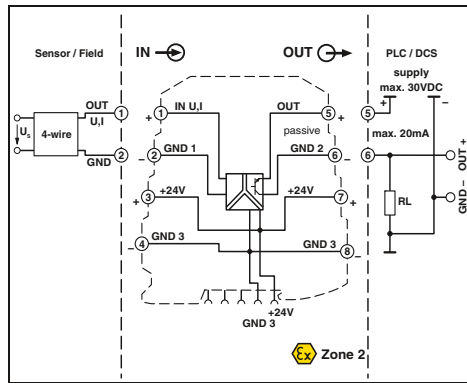 Sensor / Field
IN
OUT
PLC / DCS
supply
max. 30VDC
OUT
U,I
1
+
1
IN U,I
OUT
5
+
5
+
−
passive
max. 20mA
Us
4-wire
GND
2
−
2
GND 1
GND 2
6
−
6
OUT +
GND −
+
3
+24V
+24V
7
+
RL
−
4
GND 3
GND 3
8
−
+24V
GND 3
Ex
Zone 2